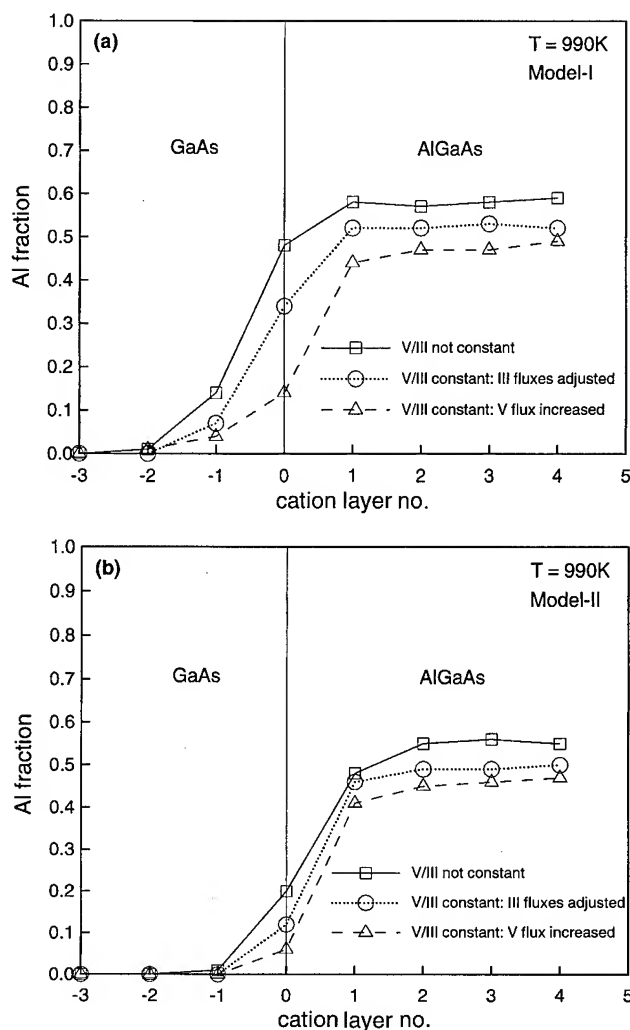 (a)
T = 990K
Model-I
GaAs
AlGaAs
Al fraction
1.0
0.9
0.8
0.7
0.6
0.5
0.4
0.3
0.2
0.1
0.0
V/III not constant
V/III constant: III fluxes adjusted
V/III constant: V flux increased
-3 -2 -1 0 1 2 3 4 5
cation layer no.
(b)
T = 990K
Model-II
GaAs
AlGaAs
Al fraction
1.0
0.9
0.8
0.7
0.6
0.5
0.4
0.3
0.2
0.1
0.0
V/III not constant
V/III constant: III fluxes adjusted
V/III constant: V flux increased
-3 -2 -1 0 1 2 3 4 5
cation layer no.